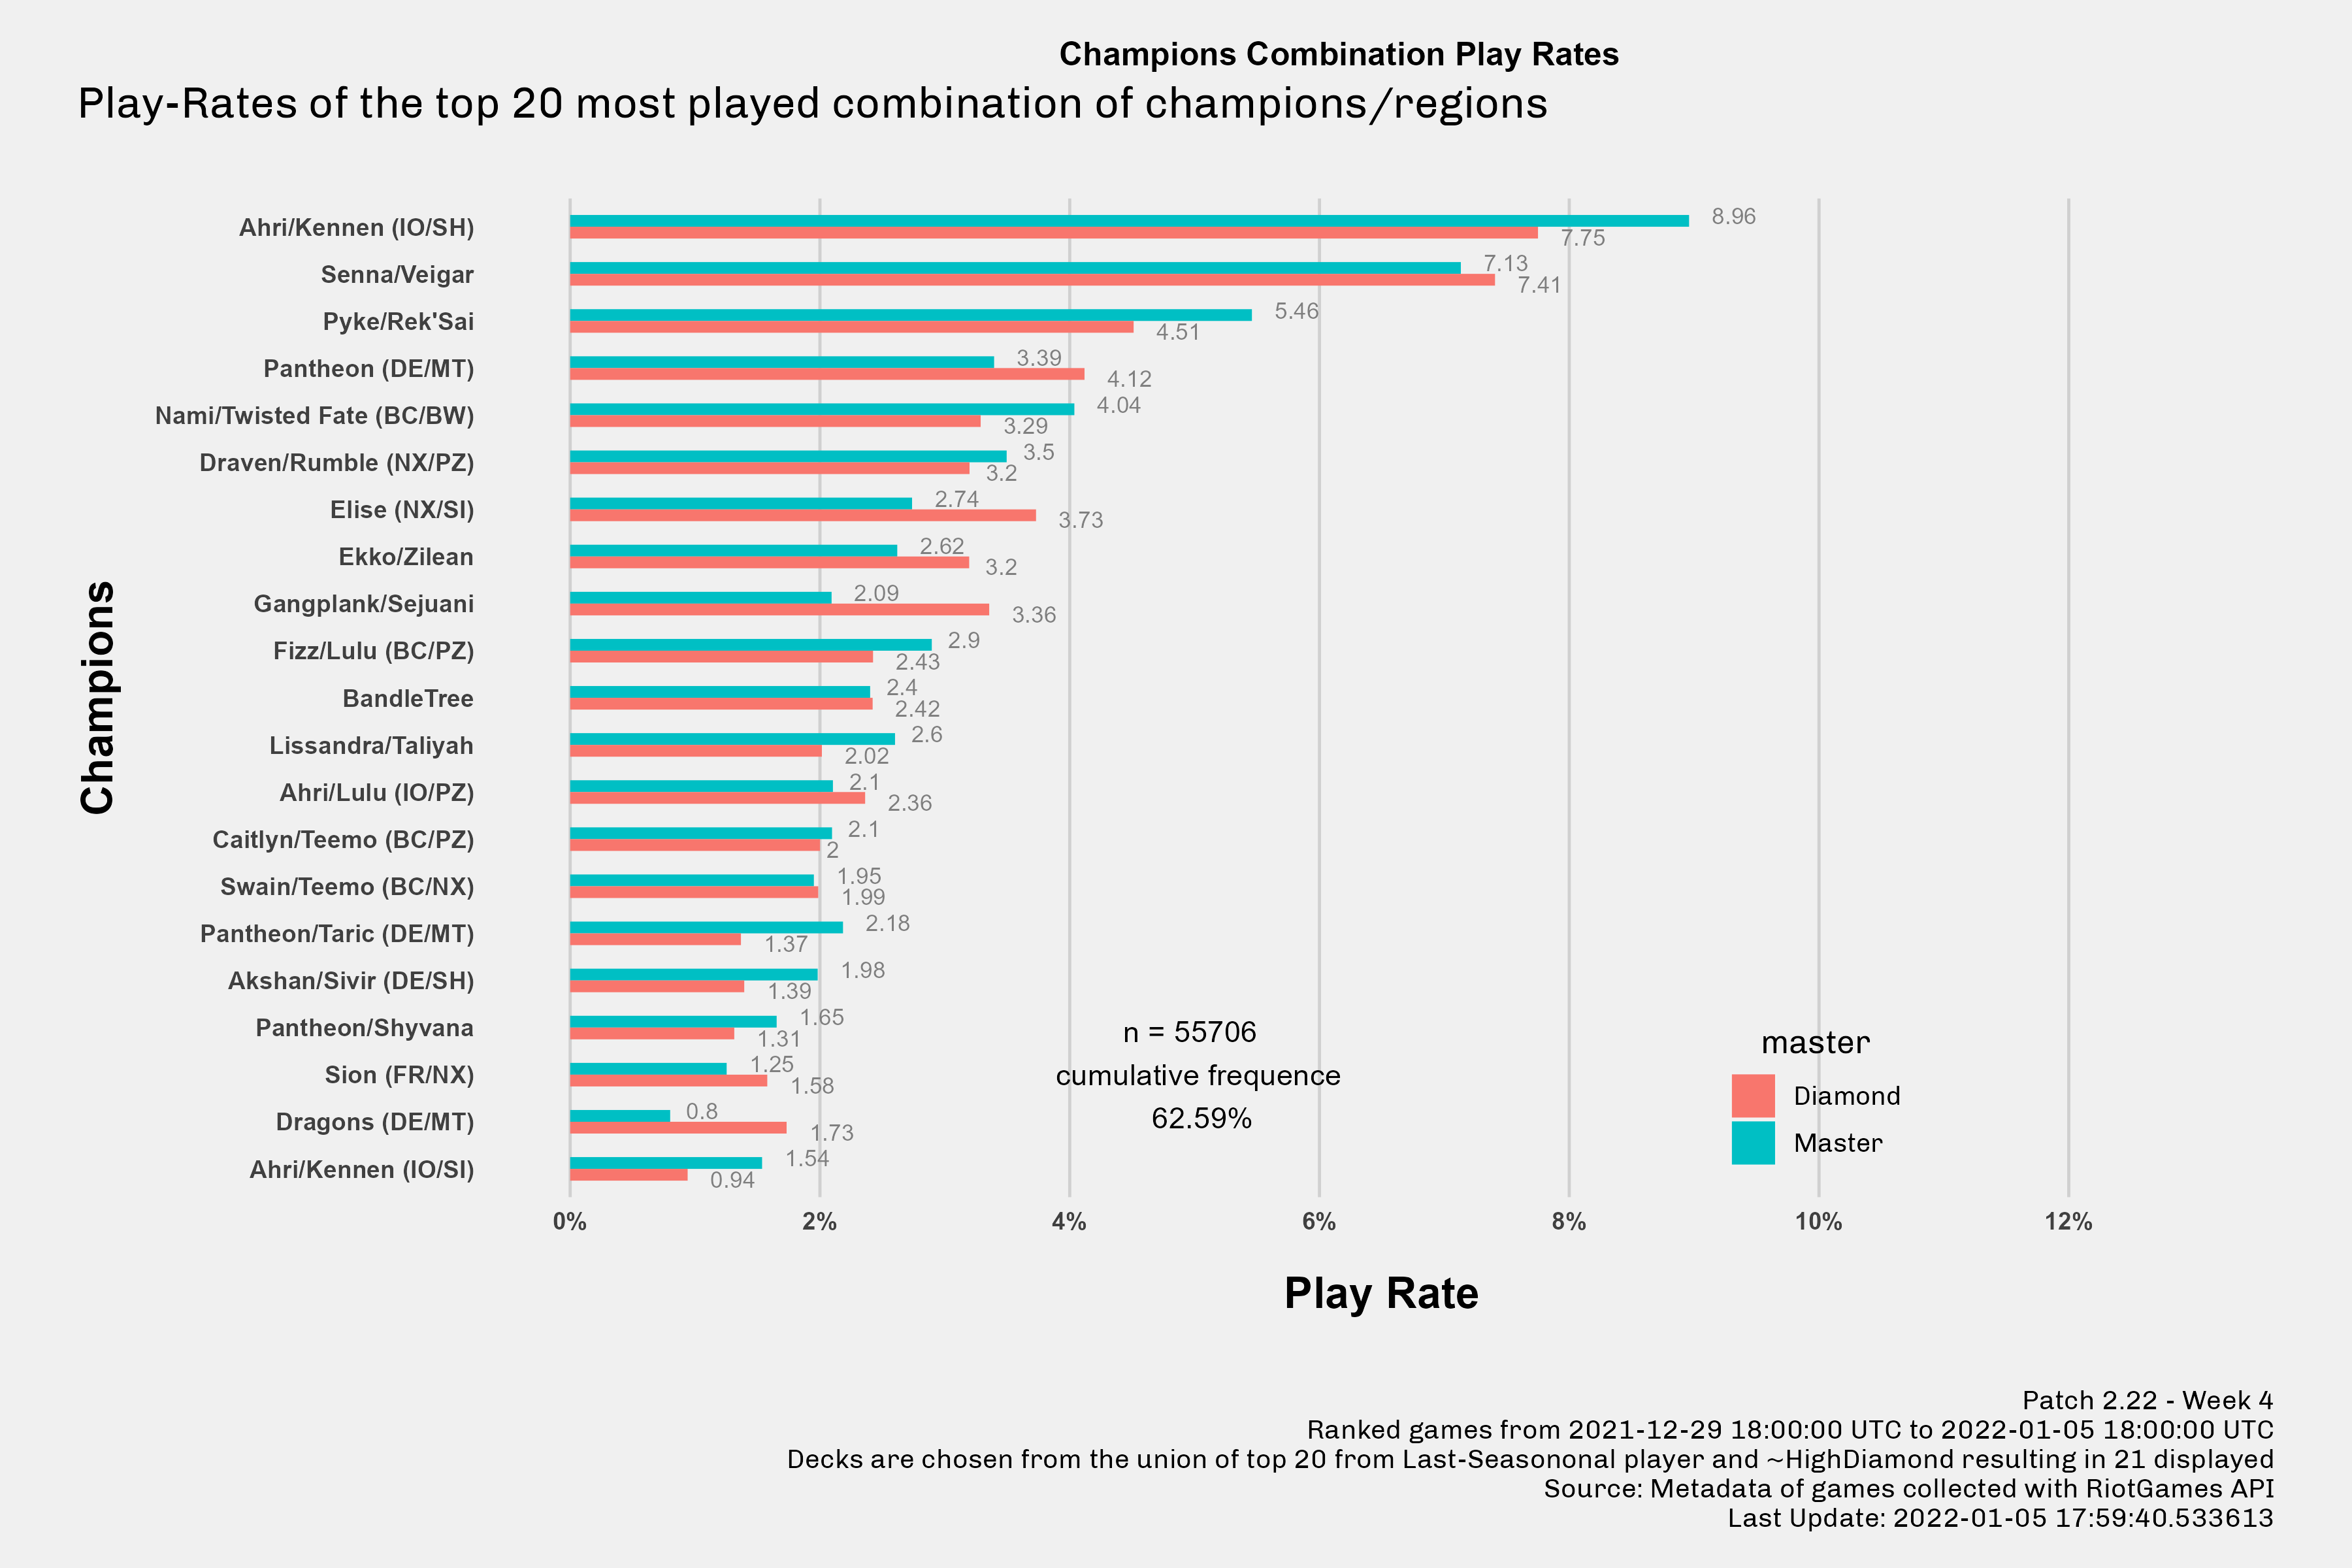 Champions Combination Play Rates
Play-Rates of the top 20 most played combination of champions/regions
Champions
Ahri/Kennen (IO/SH)
8.96
7.75
Senna/Veigar
7.13
7.41
Pyke/Rek'Sai
5.46
4.51
Pantheon (DE/MT)
3.39
4.12
Nami/Twisted Fate (BC/BW)
4.04
3.29
Draven/Rumble (NX/PZ)
3.5
3.2
Elise (NX/SI)
2.74
3.73
Ekko/Zilean
2.62
3.2
Gangplank/Sejuani
2.09
3.36
Fizz/Lulu (BC/PZ)
2.9
2.43
BandleTree
2.4
2.42
Lissandra/Taliyah
2.6
2.02
Ahri/Lulu (IO/PZ)
2.1
2.36
Caitlyn/Teemo (BC/PZ)
2.1
2
Swain/Teemo (BC/NX)
1.95
1.99
Pantheon/Taric (DE/MT)
2.18
1.37
Akshan/Sivir (DE/SH)
1.98
1.39
Pantheon/Shyvana
1.65
1.31
Sion (FR/NX)
1.25
1.58
Dragons (DE/MT)
0.8
1.73
Ahri/Kennen (IO/SI)
1.54
0.94
n = 55706
cumulative frequence
62.59%
master
Diamond
Master
0% 2% 4% 6% 8% 10% 12%
Play Rate
Patch 2.22 - Week 4
Ranked games from 2021-12-29 18:00:00 UTC to 2022-01-05 18:00:00 UTC
Decks are chosen from the union of top 20 from Last-Seasononal player and ~HighDiamond resulting in 21 displayed
Source: Metadata of games collected with RiotGames API
Last Update: 2022-01-05 17:59:40.533613